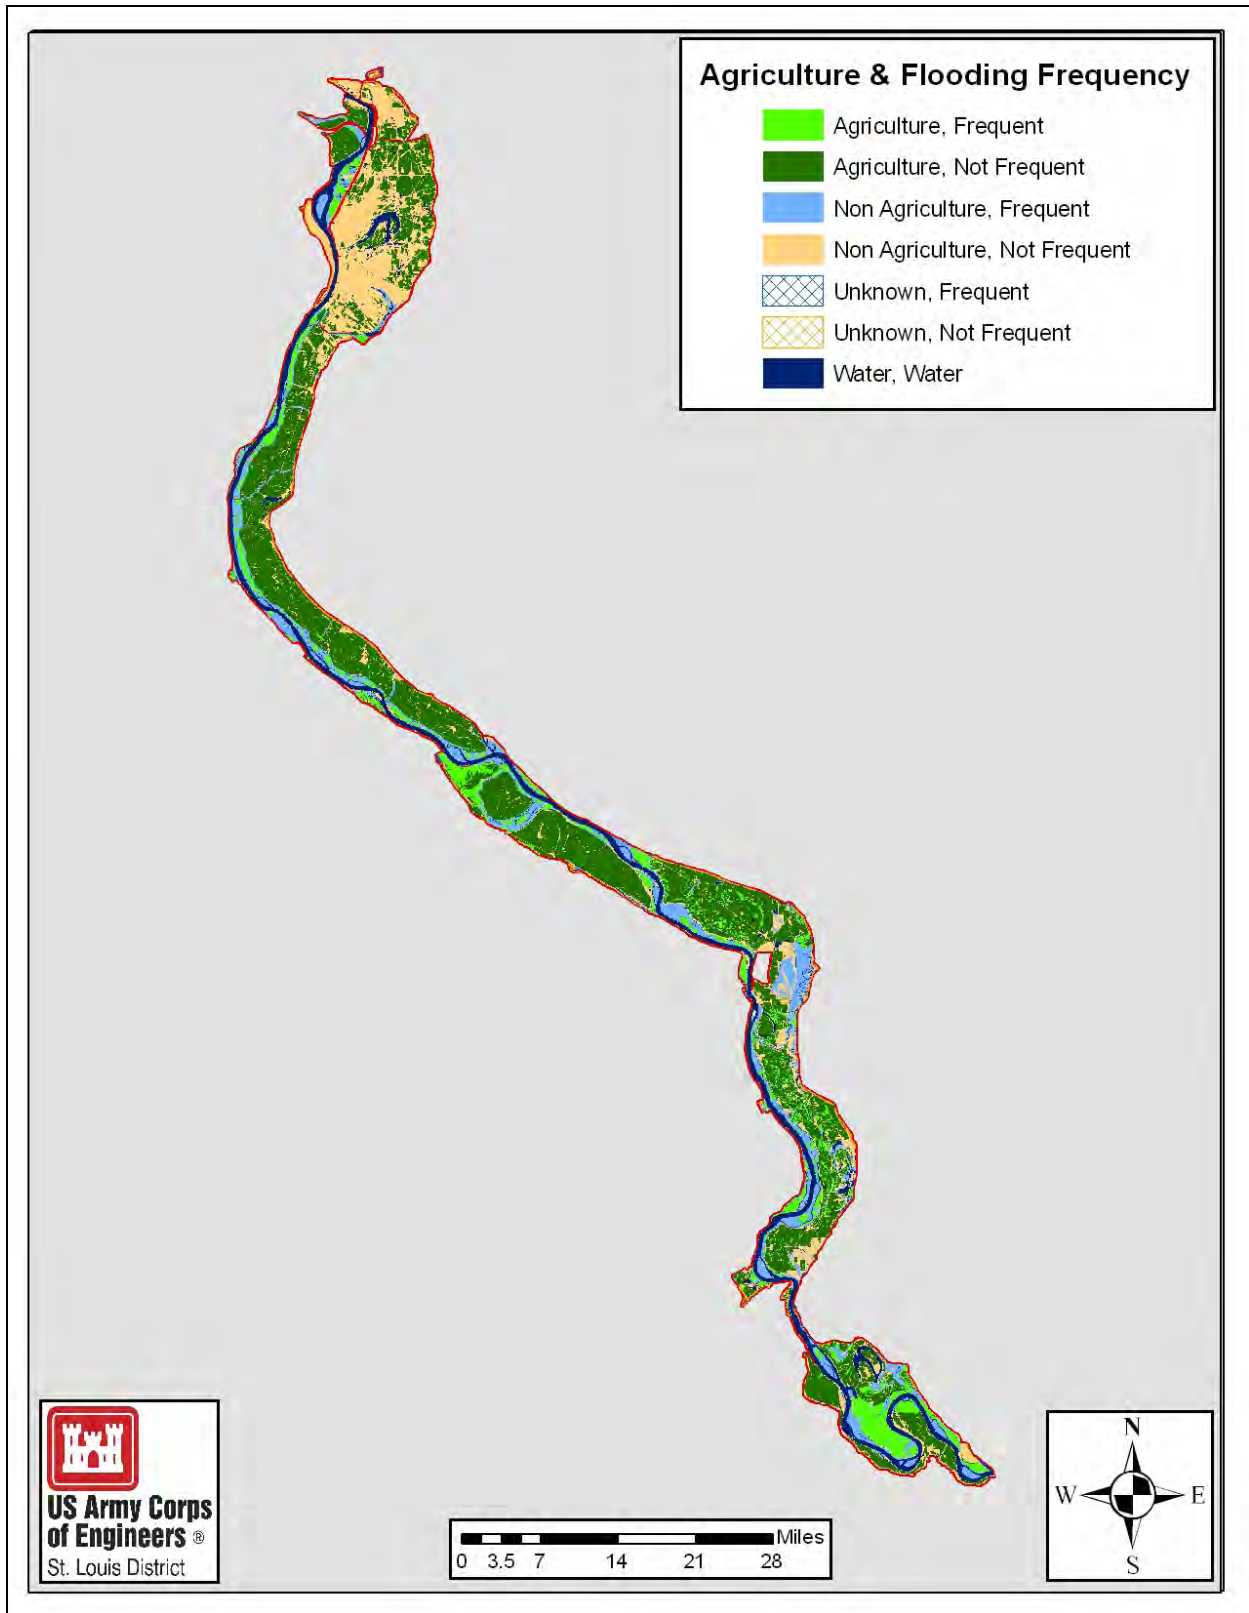 Agriculture & Flooding Frequency
Agriculture, Frequent
Agriculture, Not Frequent
Non Agriculture, Frequent
Non Agriculture, Not Frequent
Unknown, Frequent
Unknown, Not Frequent
Water, Water
US Army Corps
of Engineers ®
St. Louis District
Miles
0 3.5 7 14 21 28
N
W E
S